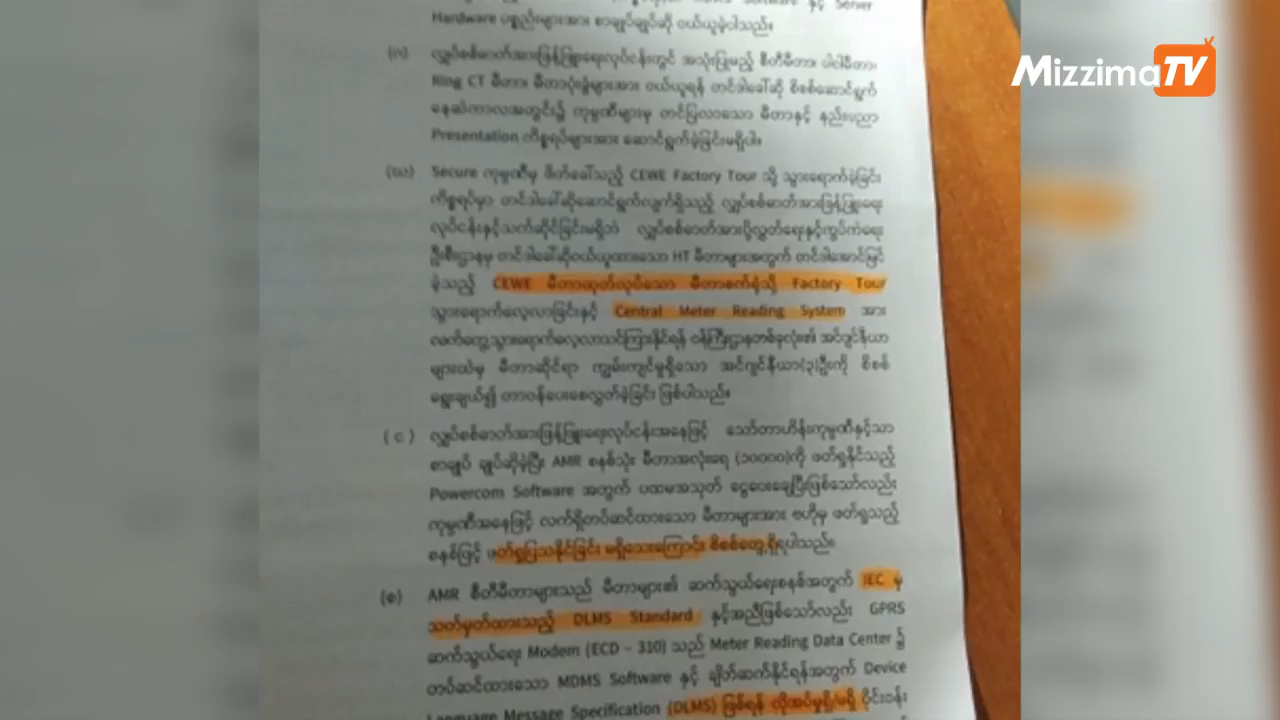 Hardware ပစ္စည်းများအား စာချုပ်ချုပ်ဆို ဝယ်ယူခဲ့ပါသည်။
(ဂ) လျှပ်စစ်ဓာတ်အားဖြန့်ဖြူးရေးလုပ်ငန်းတွင် အသုံးပြုမည့် စီတီမီတာ၊ ပါဝါမီတာ၊
Ring CT မီတာ၊ မီတာပုံးခွံများအား ဝယ်ယူရန် တင်ဒါခေါ်ဆို စိစစ်ဆောင်ရွက်
နေဆဲကာလအတွင်း၌ ကုမ္ပဏီများမှ တင်ပြလာသော မီတာနှင့် နည်းပညာ
Presentation ကိစ္စရပ်များအား ဆောင်ရွက်ခဲ့ခြင်းမရှိပါ။
(ဃ) Secure ကုမ္ပဏီမှ ဖိတ်ခေါ်သည့် CEWE Factory Tour သို့ သွားရောက်ခဲ့ခြင်း
ကိစ္စရပ်မှာ တင်ဒါခေါ်ဆိုဆောင်ရွက်လျက်ရှိသည့် လျှပ်စစ်ဓာတ်အားဖြန့်ဖြူးရေး
လုပ်ငန်းနှင့်သက်ဆိုင်ခြင်းမရှိဘဲ လျှပ်စစ်ဓာတ်အားပို့လွှတ်ရေးနှင့်ကွပ်ကဲရေး
ဦးစီးဌာနမှ တင်ဒါခေါ်ဆိုဝယ်ယူထားသော HT မီတာများအတွက် တင်ဒါအောင်မြင်
ခဲ့သည့် CEWE မီတာထုတ်လုပ်သော မီတာစက်ရုံသို့ Factory Tour
သွားရောက်လေ့လာခြင်းနှင့် Central Meter Reading System အား
လက်တွေ့သွားရောက်လေ့လာသင်ကြားနိုင်ရန် ဝန်ကြီးဌာနတစ်ခုလုံး၏ အင်ဂျင်နီယာ
များထဲမှ မီတာဆိုင်ရာ ကျွမ်းကျင်မှုရှိသော အင်ဂျင်နီယာ(၃)ဦးကို စိစစ်
ရွေးချယ်၍ တာဝန်ပေးစေလွှတ်ခဲ့ခြင်း ဖြစ်ပါသည်။
( င ) လျှပ်စစ်ဓာတ်အားဖြန့်ဖြူးရေးလုပ်ငန်းအနေဖြင့် သော်တာဟိန်းကုမ္ပဏီနှင့်သာ
စာချုပ် ချုပ်ဆိုခဲ့ပြီး AMR စနစ်သုံး မီတာအလုံးရေ (၁၀၀၀၀)ကို ဖတ်ရှုနိုင်သည့်
Powercom Software အတွက် ပထမအသုတ် ငွေပေးချေပြီးဖြစ်သော်လည်း
ကုမ္ပဏီအနေဖြင့် လက်ရှိတပ်ဆင်ထားသော မီတာများအား ဗဟိုမှ ဖတ်ရှုသည့်
စနစ်ဖြင့် ဖတ်ရှုပြသနိုင်ခြင်း မရှိသေးကြောင်း စိစစ်တွေ့ရှိရပါသည်။
(စ) AMR စီတီမီတာများသည် မီတာများ၏ ဆက်သွယ်ရေးစနစ်အတွက် IEC မှ
သတ်မှတ်ထားသည့် DLMS Standard နှင့်အညီဖြစ်သော်လည်း GPRS
ဆက်သွယ်ရေး Modem (ECD – 310) သည် Meter Reading Data Center ၌
တပ်ဆင်ထားသော MDMS Software နှင့် ချိတ်ဆက်နိုင်ရန်အတွက် Device
Language Message Specification (DLMS) ဖြစ်ရန် လိုအပ်မှုရှိ/မရှိ ဝိုင်းဝန်း
Mizzima TV